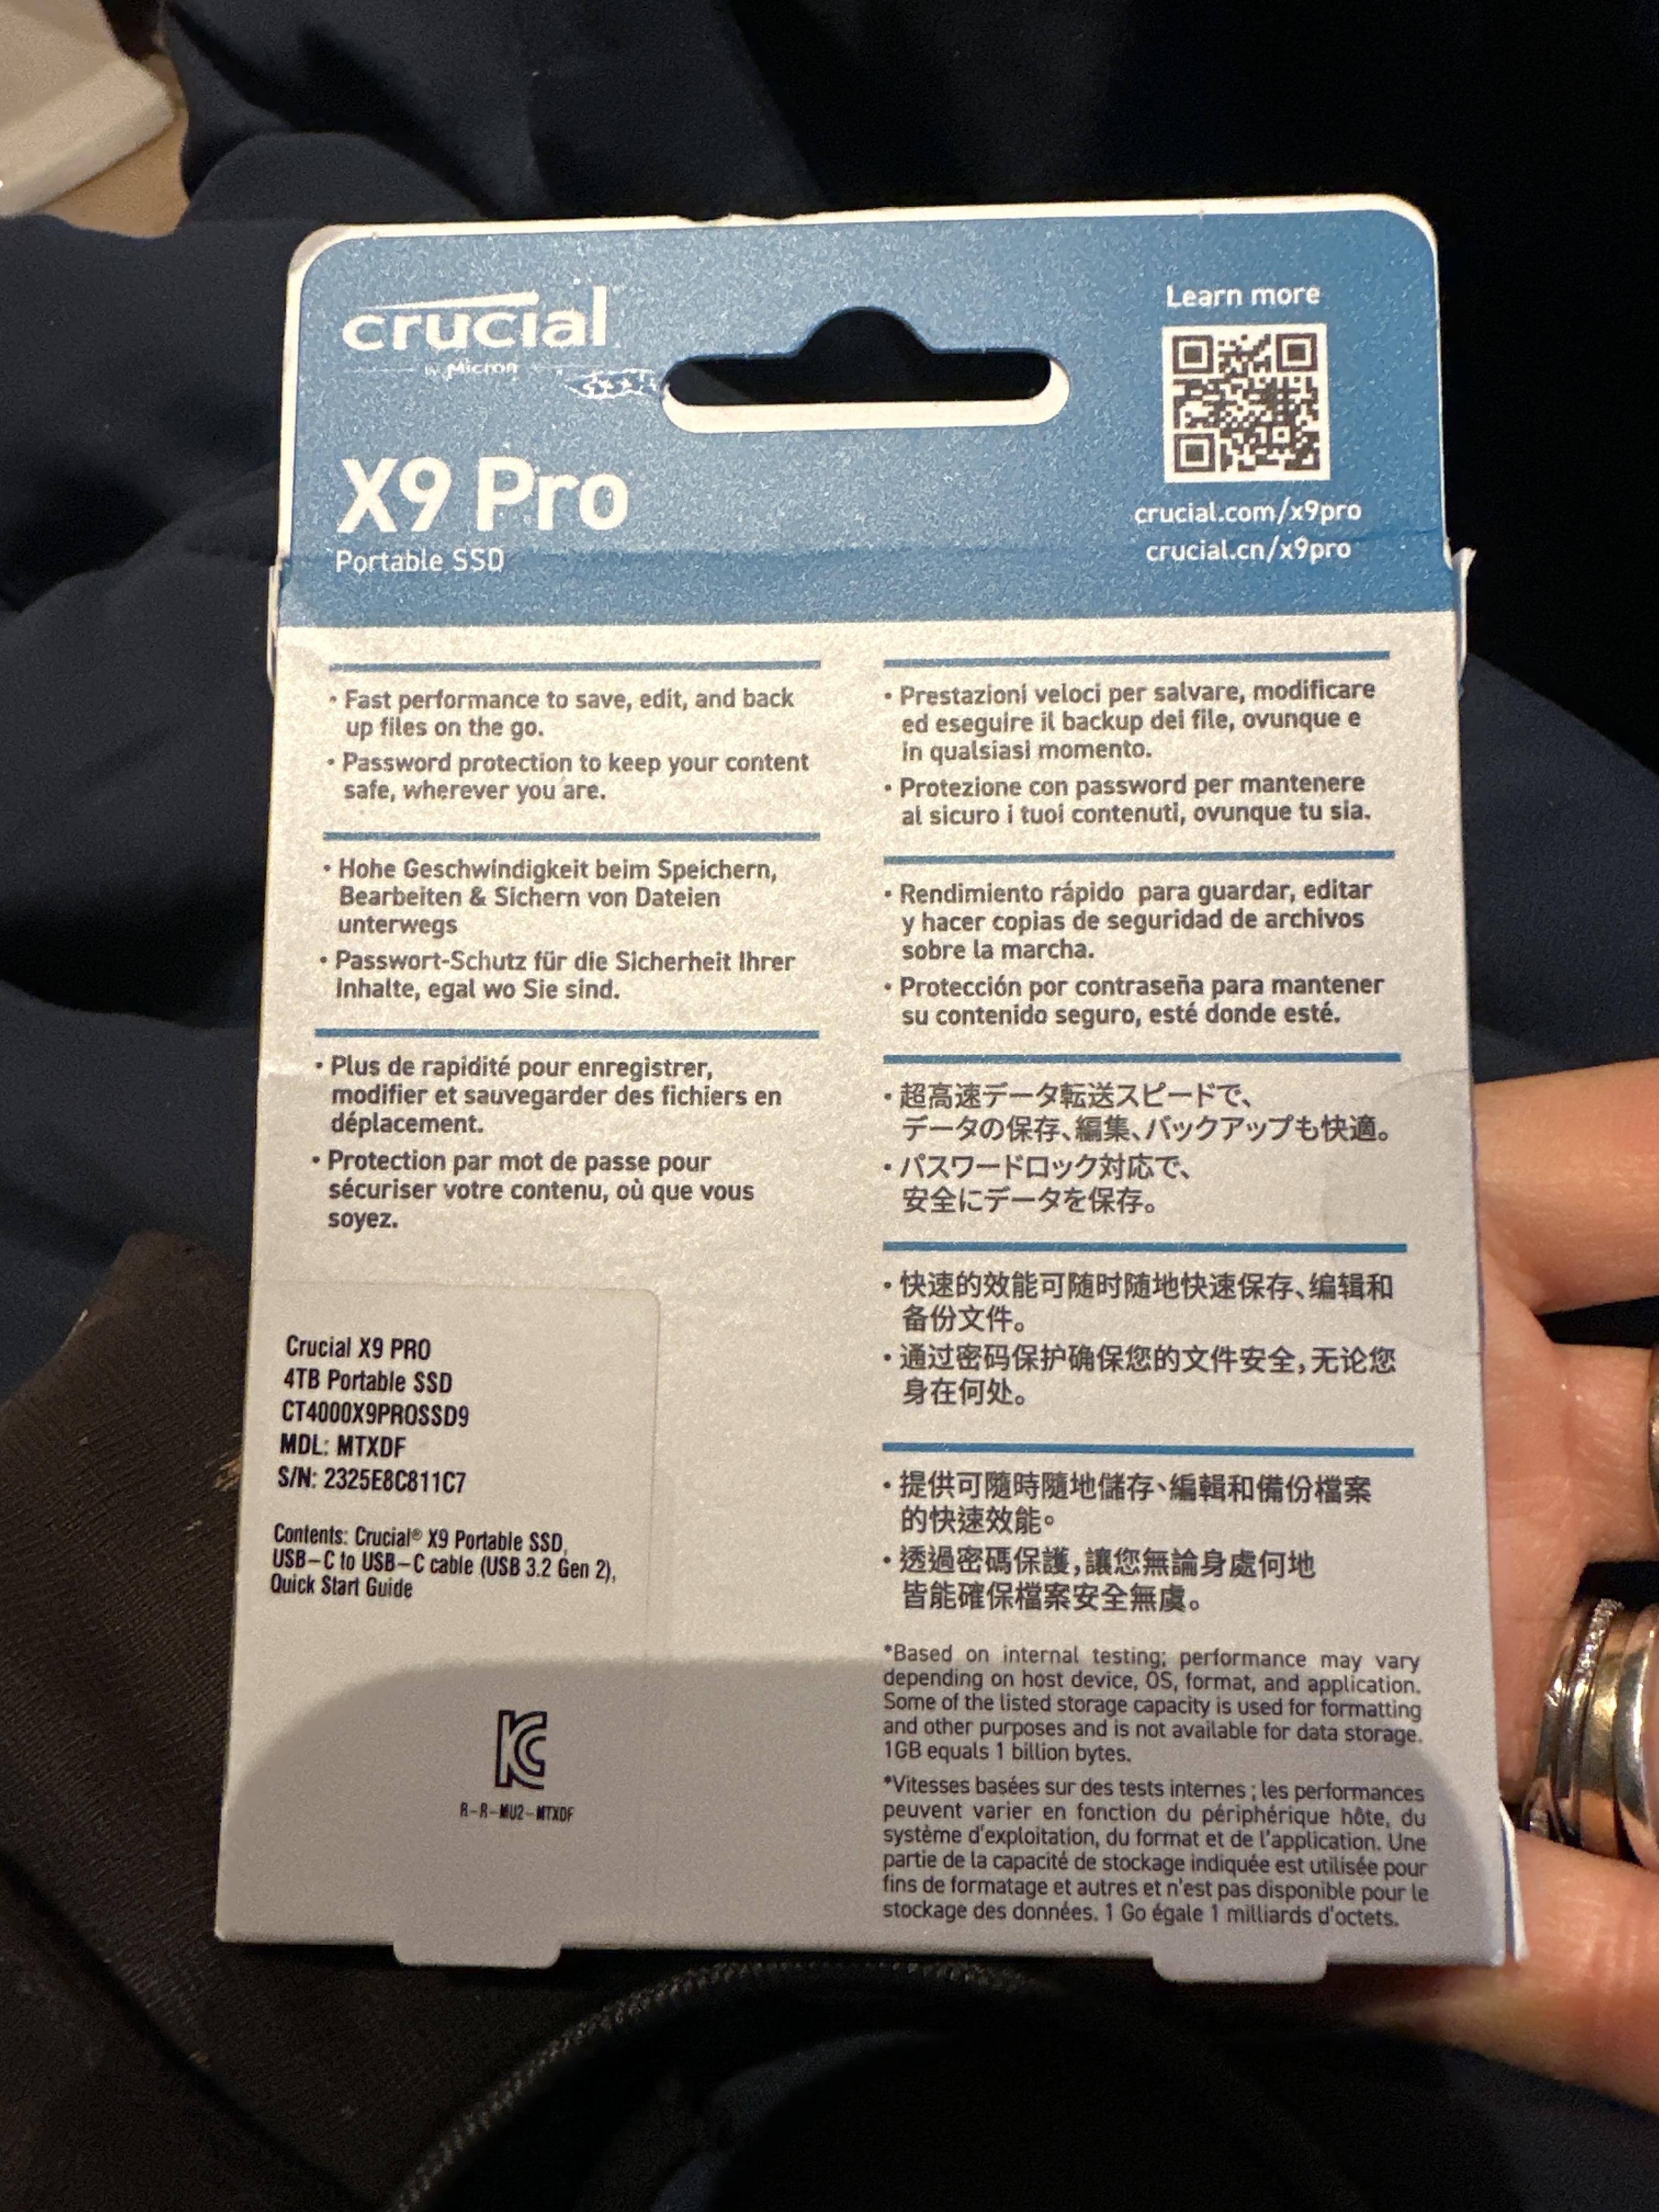 crucial
by Micron
X9 Pro
Portable SSD
Learn more
crucial.com/x9pro
crucial.cn/x9pro
• Fast performance to save, edit, and back
up files on the go.
• Password protection to keep your content
safe, wherever you are.
• Hohe Geschwindigkeit beim Speichern,
Bearbeiten & Sichern von Dateien
unterwegs
• Passwort-Schutz für die Sicherheit Ihrer
Inhalte, egal wo Sie sind.
• Plus de rapidité pour enregistrer,
modifier et sauvegarder des fichiers en
déplacement.
• Protection par mot de passe pour
sécuriser votre contenu, où que vous
soyez.
Crucial X9 PRO
4TB Portable SSD
CT4000X9PROSSD9
MDL: MTXDF
S/N: 2325E8C811C7
Contents: Crucial® X9 Portable SSD,
USB-C to USB-C cable (USB 3.2 Gen 2),
Quick Start Guide
R-R-MU2-MTXDF
• Prestazioni veloci per salvare, modificare
ed eseguire il backup dei file, ovunque e
in qualsiasi momento.
• Protezione con password per mantenere
al sicuro i tuoi contenuti, ovunque tu sia.
• Rendimiento rápido para guardar, editar
y hacer copias de seguridad de archivos
sobre la marcha.
• Protección por contraseña para mantener
su contenido seguro, esté donde esté.
• 超高速データ転送スピードで、
データの保存、編集、バックアップも快適。
• パスワードロック対応で、
安全にデータを保存。
• 快速的效能可随时随地快速保存、编辑和
备份文件。
• 通过密码保护确保您的文件安全,无论您
身在何处。
• 提供可隨時隨地儲存、編輯和備份檔案
的快速效能。
• 透過密碼保護,讓您無論身處何地
皆能確保檔案安全無虞。
*Based on internal testing; performance may vary
depending on host device, OS, format, and application.
Some of the listed storage capacity is used for formatting
and other purposes and is not available for data storage.
1GB equals 1 billion bytes.
*Vitesses basées sur des tests internes ; les performances
peuvent varier en fonction du périphérique hôte, du
système d'exploitation, du format et de l'application. Une
partie de la capacité de stockage indiquée est utilisée pour
fins de formatage et autres et n'est pas disponible pour le
stockage des données. 1 Go égale 1 milliards d'octets.